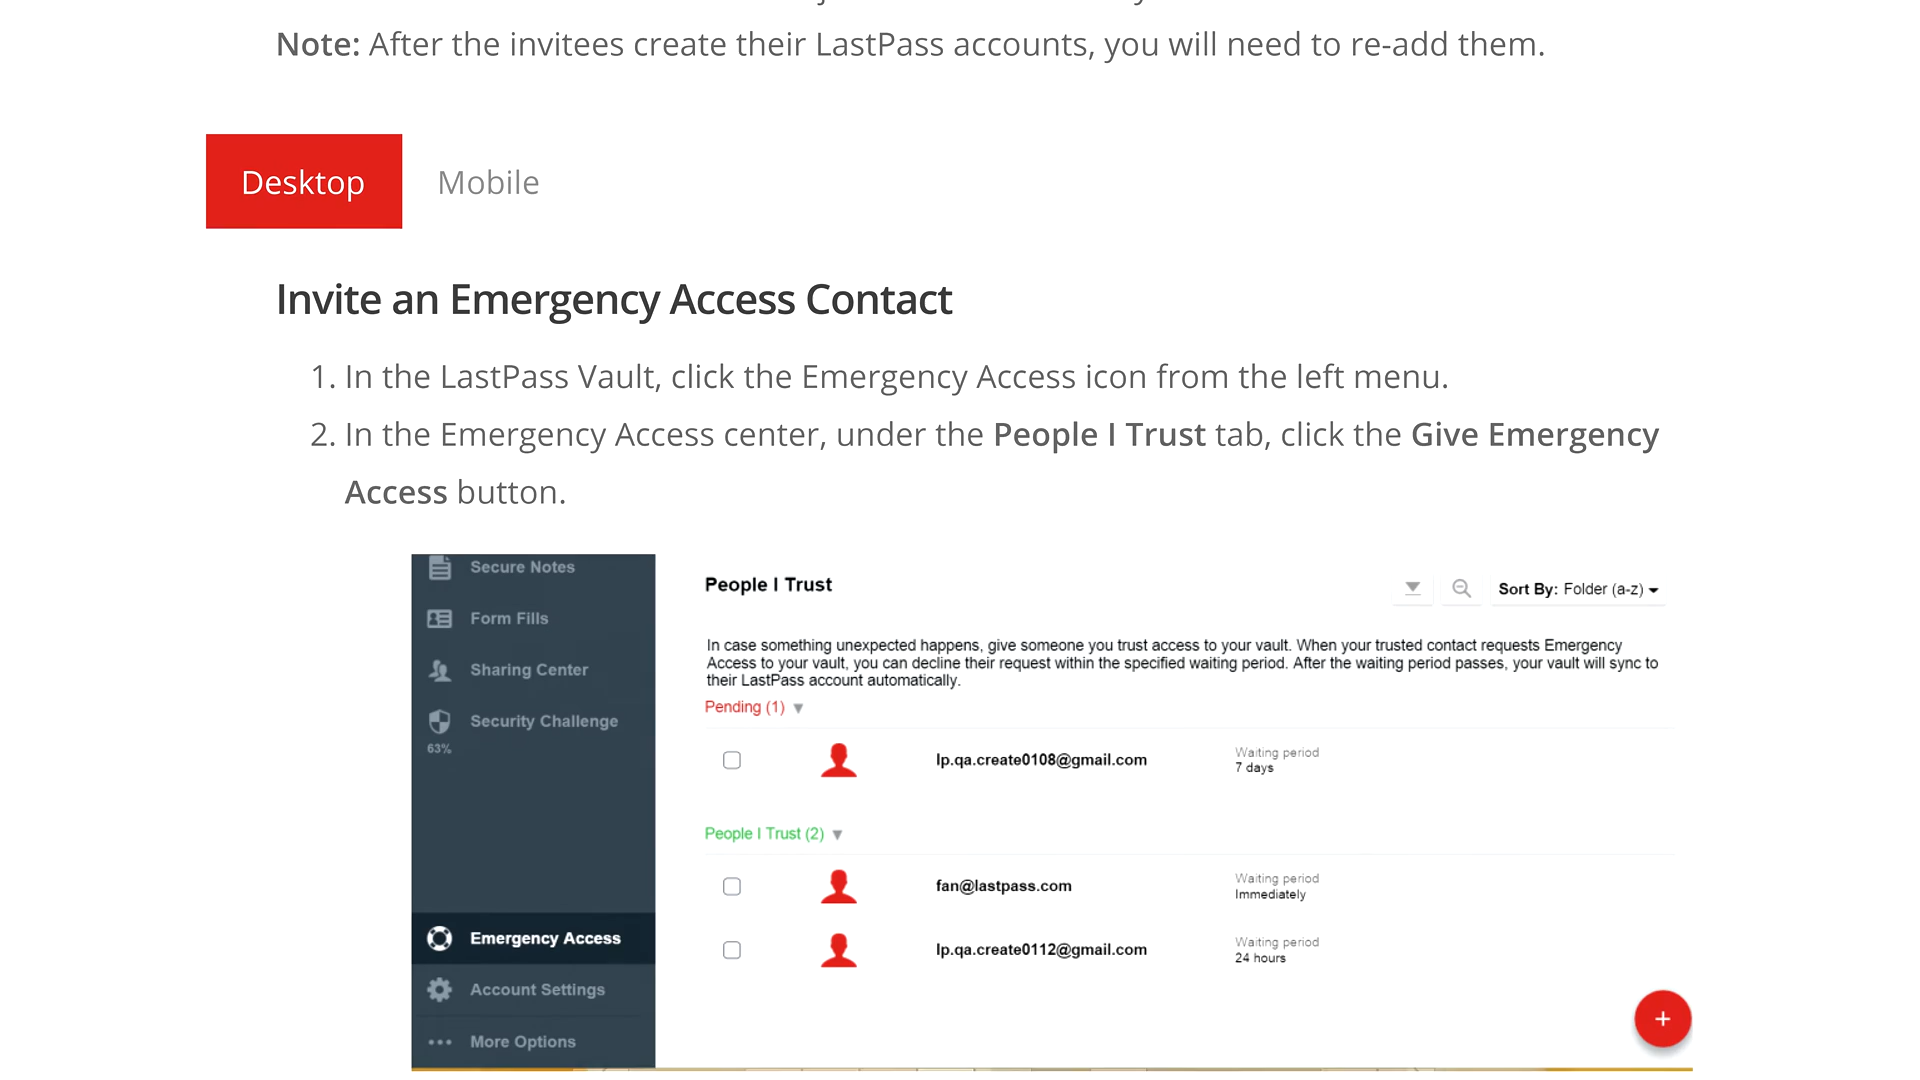 Note: After the invitees create their LastPass accounts, you will need to re-add them.
Desktop
Mobile
Invite an Emergency Access Contact
1. In the LastPass Vault, click the Emergency Access icon from the left menu.
2. In the Emergency Access center, under the People I Trust tab, click the Give Emergency
Access button.
Secure Notes
Form Fills
Sharing Center
Security Challenge
63%
Emergency Access
Account Settings
More Options
People I Trust
Sort By: Folder (a-z)
In case something unexpected happens, give someone you trust access to your vault. When your trusted contact requests Emergency
Access to your vault, you can decline their request within the specified waiting period. After the waiting period passes, your vault will sync to
their LastPass account automatically.
Pending (1)
lp.qa.create0108@gmail.com
Waiting period
7 days
People I Trust (2)
fan@lastpass.com
Waiting period
Immediately
lp.qa.create0112@gmail.com
Waiting period
24 hours
+